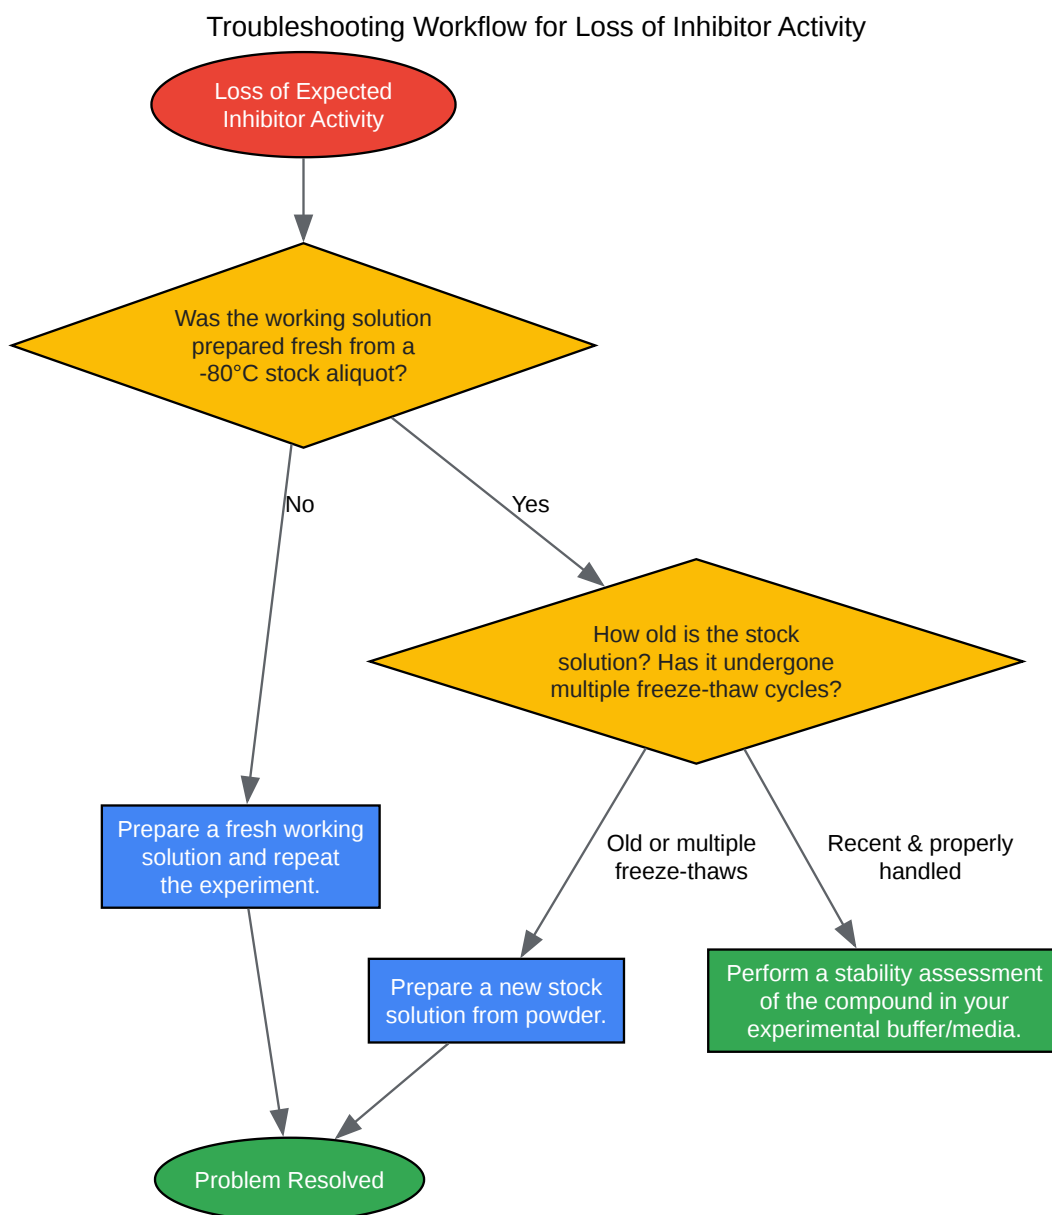 Troubleshooting Workflow for Loss of Inhibitor Activity
Loss of Expected
Inhibitor Activity
Was the working solution
prepared fresh from a
-80°C stock aliquot?
No
Yes
How old is the stock
solution? Has it undergone
multiple freeze-thaw cycles?
Prepare a fresh working
solution and repeat
the experiment.
Old or multiple
freeze-thaws
Recent & properly
handled
Prepare a new stock
solution from powder.
Perform a stability assessment
of the compound in your
experimental buffer/media.
Problem Resolved